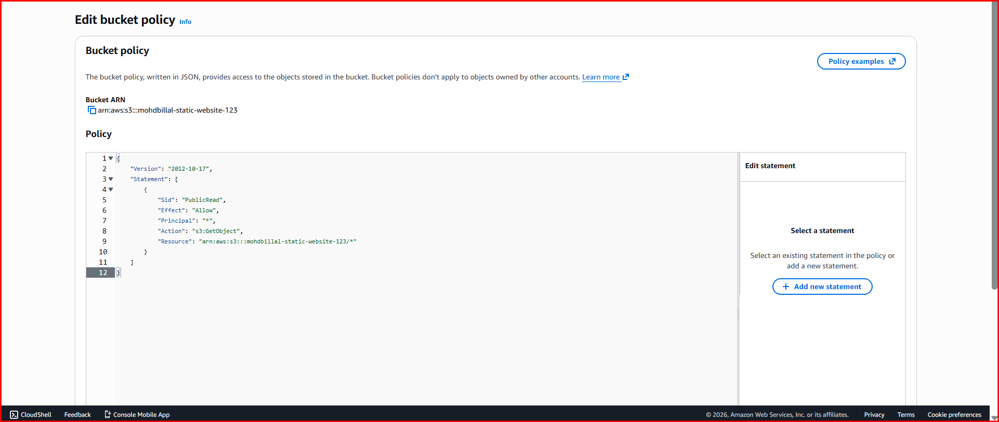 Edit bucket policy Info
Bucket policy
Policy examples
The bucket policy, written in JSON, provides access to the objects stored in the bucket. Bucket policies don't apply to objects owned by other accounts. Learn more
Bucket ARN
arn:aws:s3:::mohdbillal-static-website-123
Policy
1 {
2 "Version": "2012-10-17",
3 "Statement": [
4 {
5 "Sid": "PublicRead",
6 "Effect": "Allow",
7 "Principal": "*",
8 "Action": "s3:GetObject",
9 "Resource": "arn:aws:s3:::mohdbillal-static-website-123/*"
10 }
11 ]
12 }
Edit statement
Select a statement
Select an existing statement in the policy or
add a new statement.
+ Add new statement
CloudShell Feedback Console Mobile App © 2026, Amazon Web Services, Inc. or its affiliates. Privacy Terms Cookie preferences